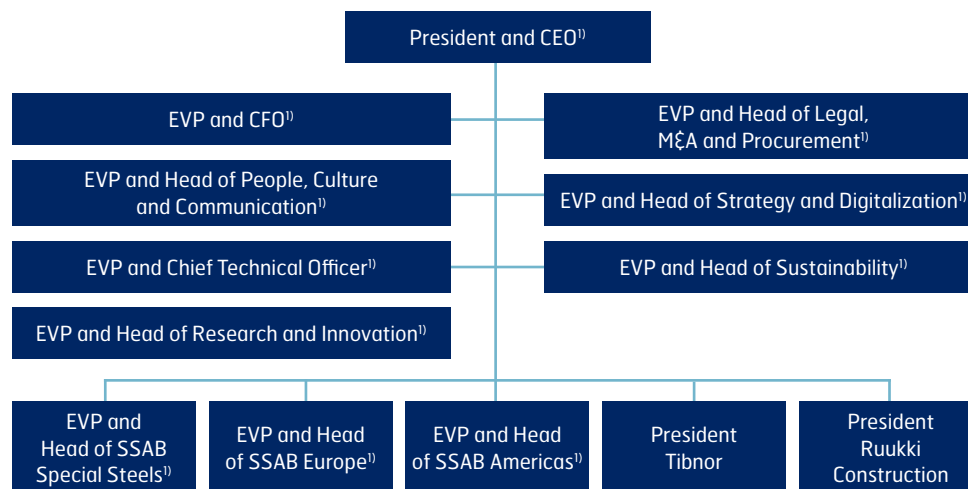 President and CEO1)
EVP and CFO1)
EVP and Head of Legal,
M&A and Procurement1)
EVP and Head of People, Culture
and Communication1)
EVP and Head of Strategy and Digitalization1)
EVP and Chief Technical Officer1)
EVP and Head of Sustainability1)
EVP and Head of Research and Innovation1)
EVP and
Head of SSAB
Special Steels1)
EVP and Head
of SSAB Europe1)
EVP and Head
of SSAB Americas1)
President
Tibnor
President
Ruukki
Construction